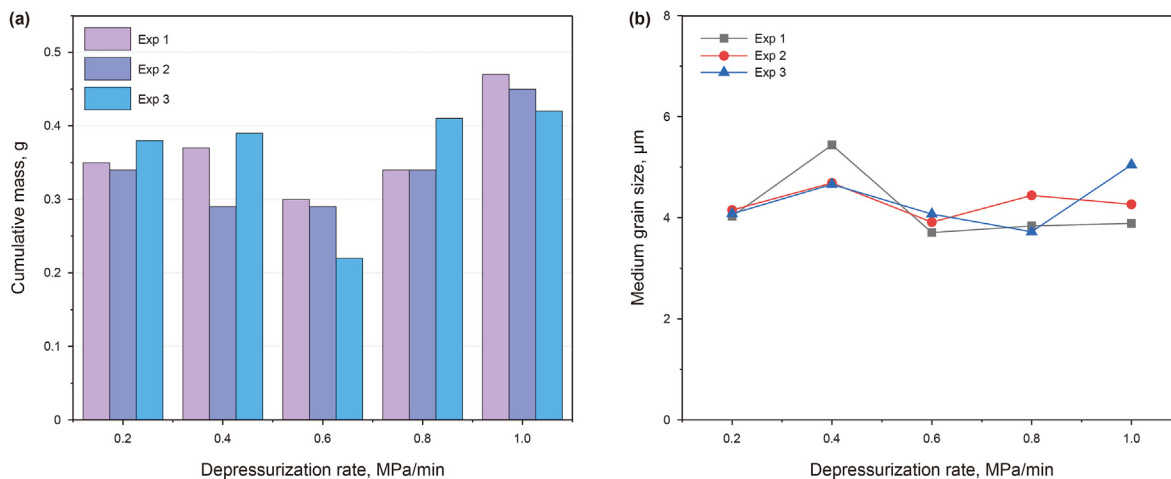 (a)
Exp 1
Exp 2
Exp 3
0.5
0.4
0.3
0.2
0.1
0
Cumulative mass, g
0.2 0.4 0.6 0.8 1.0
Depressurization rate, MPa/min
(b)
Exp 1
Exp 2
Exp 3
8
6
4
2
0
Medium grain size, μm
0.2 0.4 0.6 0.8 1.0
Depressurization rate, MPa/min